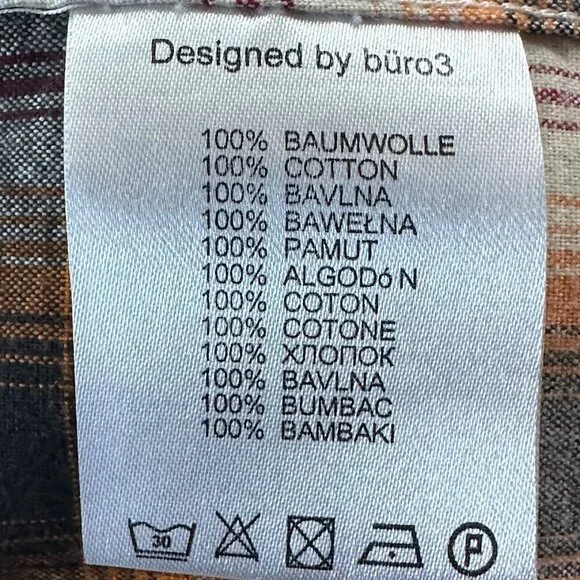 Designed by büro3
100% BAUMWOLLE
100% COTTON
100% BAVLNA
100% BAWEŁNA
100% PAMUT
100% ALGODóN
100% COTON
100% COTONE
100% ХЛОПОК
100% BAVLNA
100% BUMBAC
100% BAMBAKI
30 P